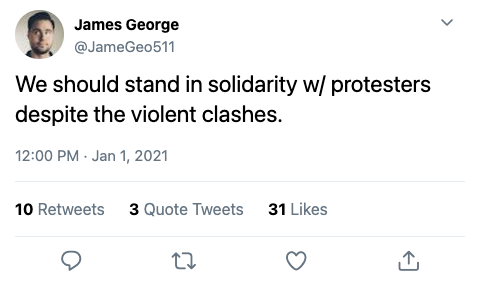 James George
@JameGeo511
We should stand in solidarity w/ protesters
despite the violent clashes.
12:00 PM · Jan 1, 2021
10 Retweets 3 Quote Tweets 31 Likes